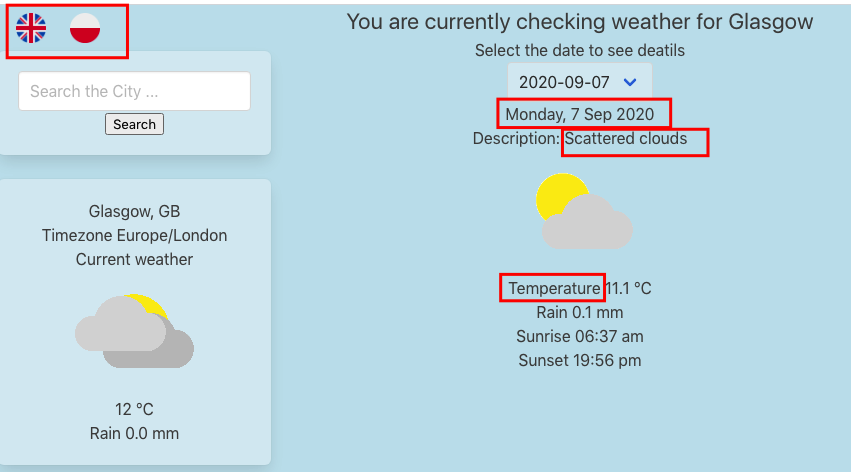 Search the City ...
Search
Glasgow, GB
Timezone Europe/London
Current weather
12 °C
Rain 0.0 mm
You are currently checking weather for Glasgow
Select the date to see deatils
2020-09-07
Monday, 7 Sep 2020
Description: Scattered clouds
Temperature 11.1 °C
Rain 0.1 mm
Sunrise 06:37 am
Sunset 19:56 pm